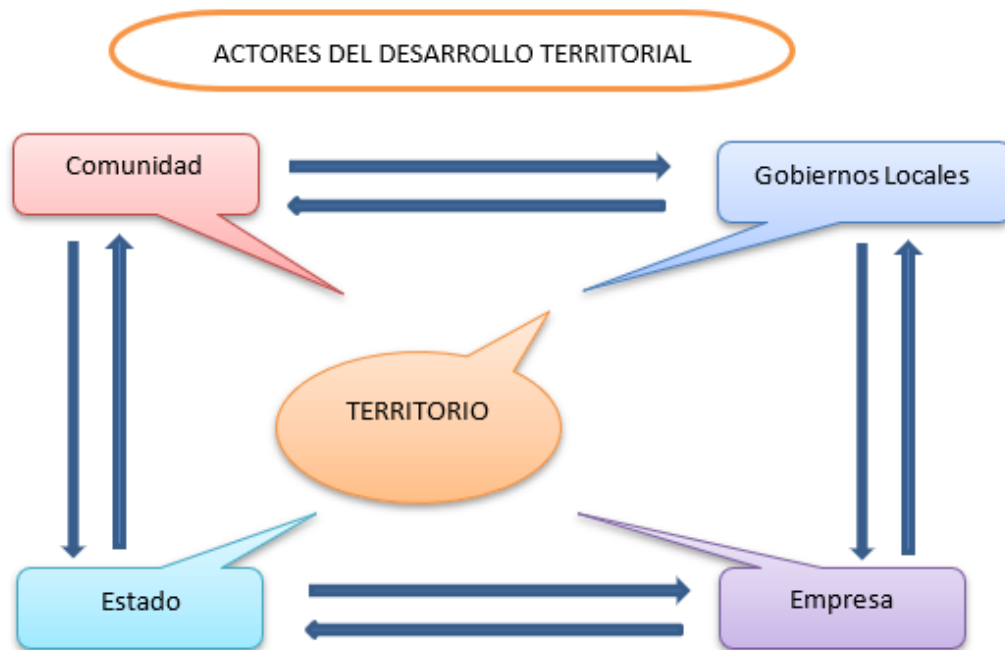 ACTORES DEL DESARROLLO TERRITORIAL
Comunidad
Gobiernos Locales
TERRITORIO
Estado
Empresa